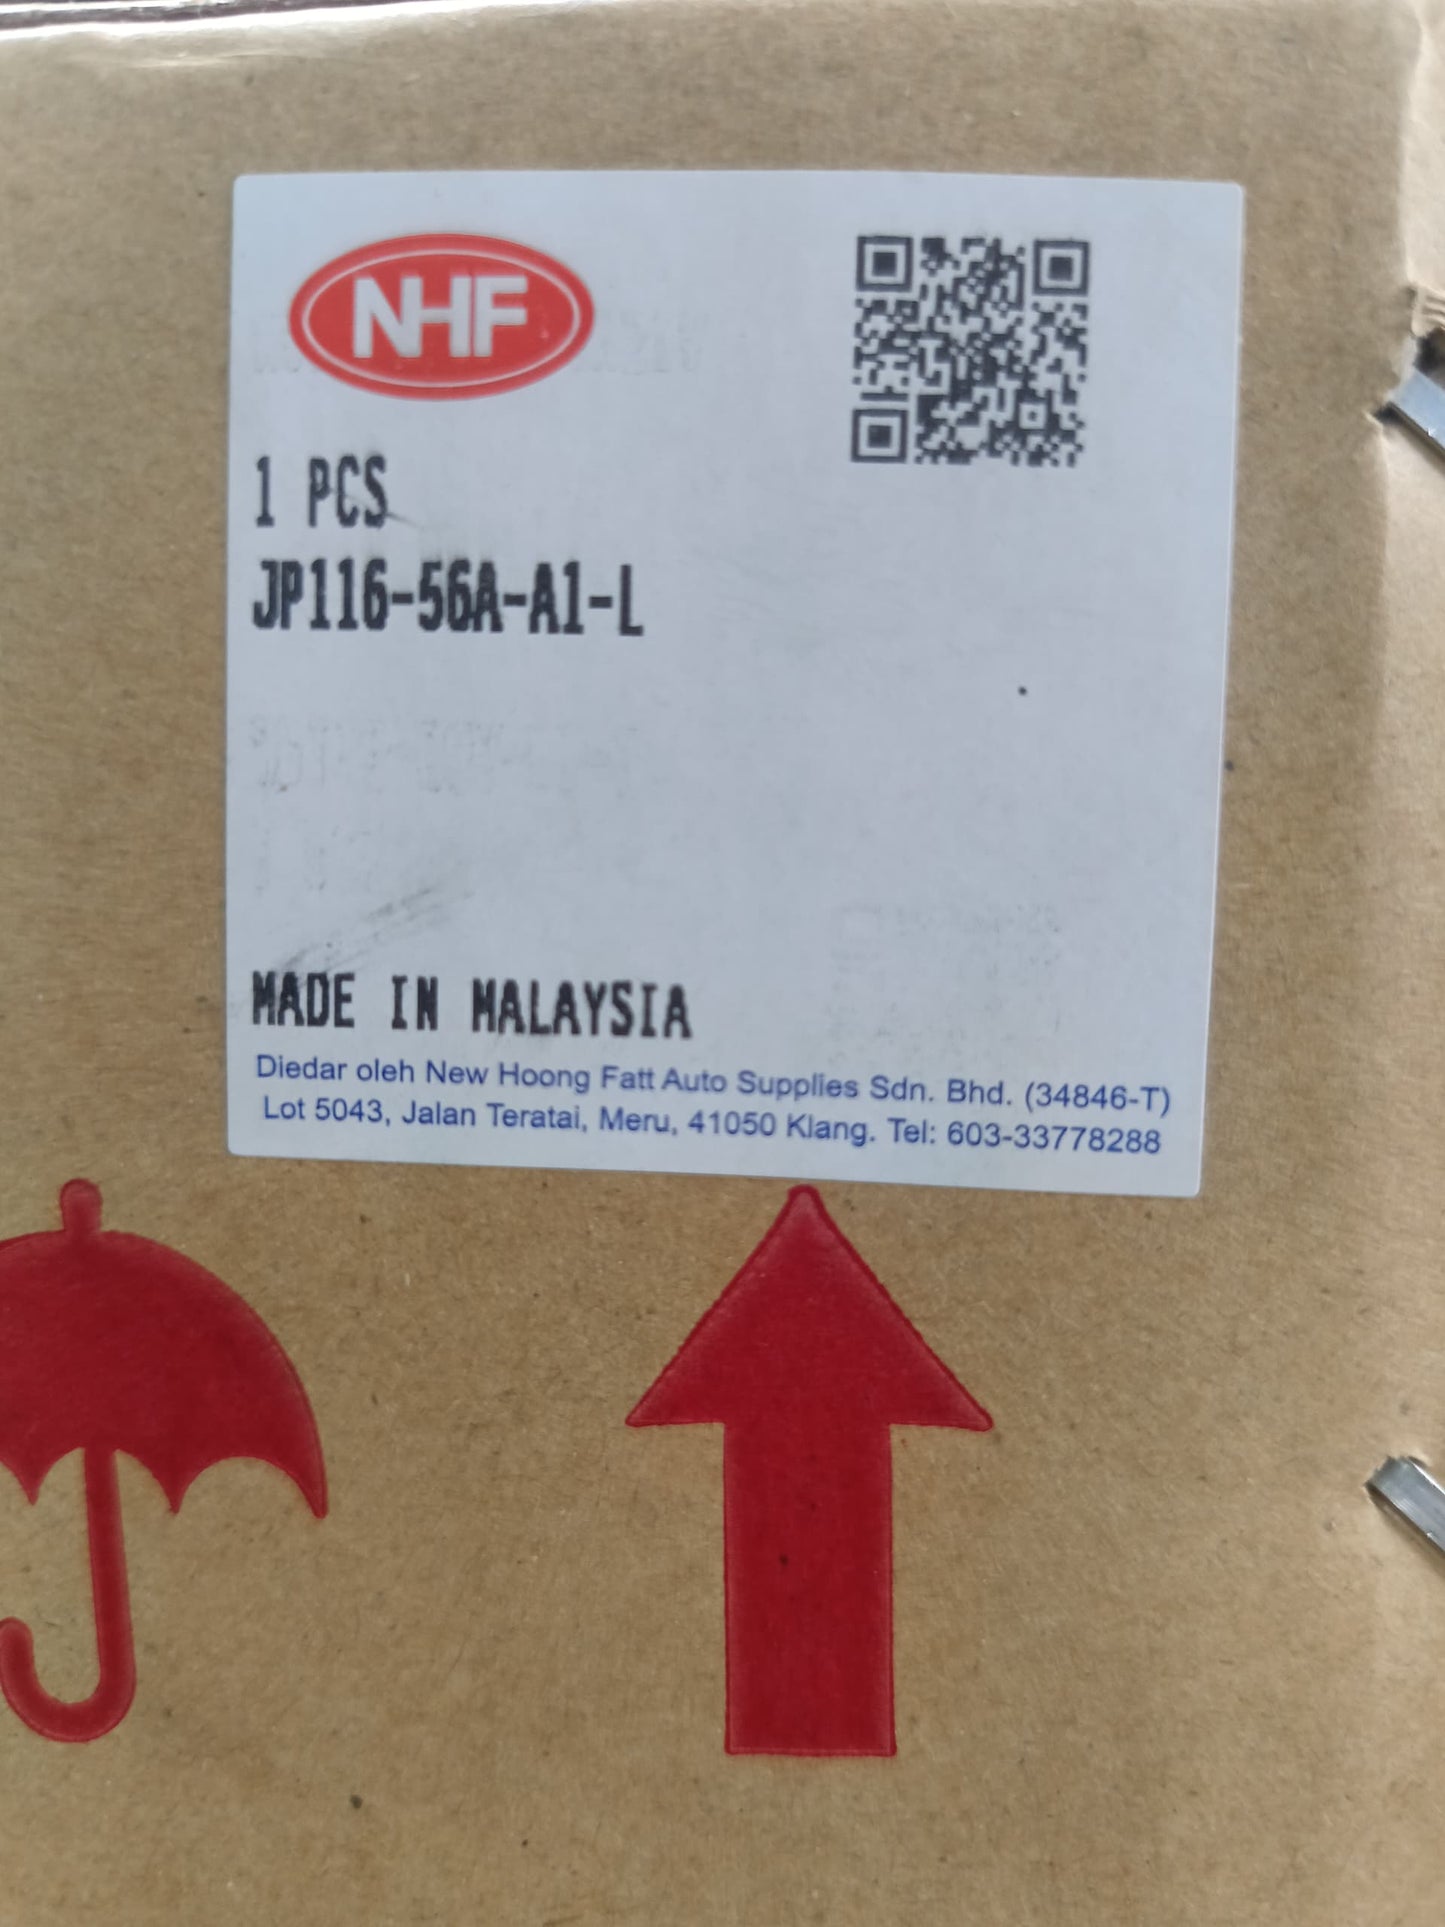 NHF
1 PCS
JP116-56A-A1-L
MADE IN MALAYSIA
Diedar oleh New Hoong Fatt Auto Supplies Sdn. Bhd. (34846-T)
Lot 5043, Jalan Teratai, Meru, 41050 Klang. Tel: 603-33778288